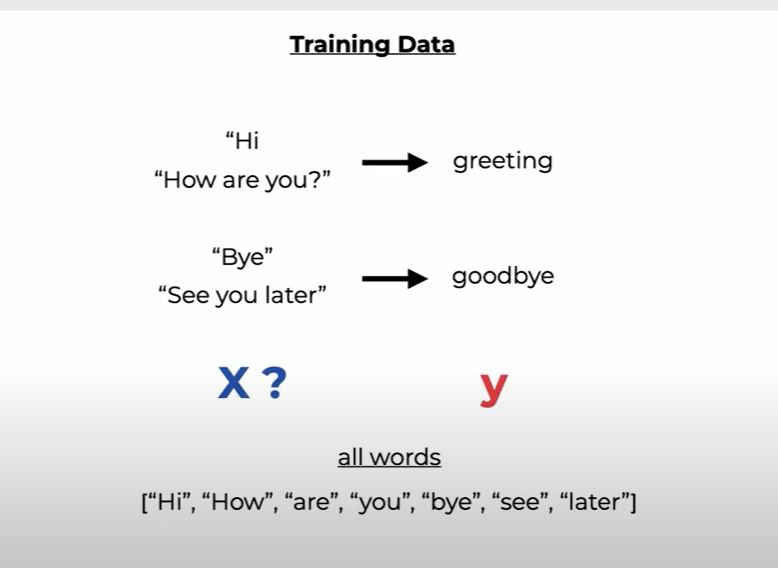 Training Data
“Hi
“How are you?”
greeting
“Bye”
“See you later”
goodbye
X ?
y
all words
[“Hi”, “How”, “are”, “you”, “bye”, “see”, “later”]